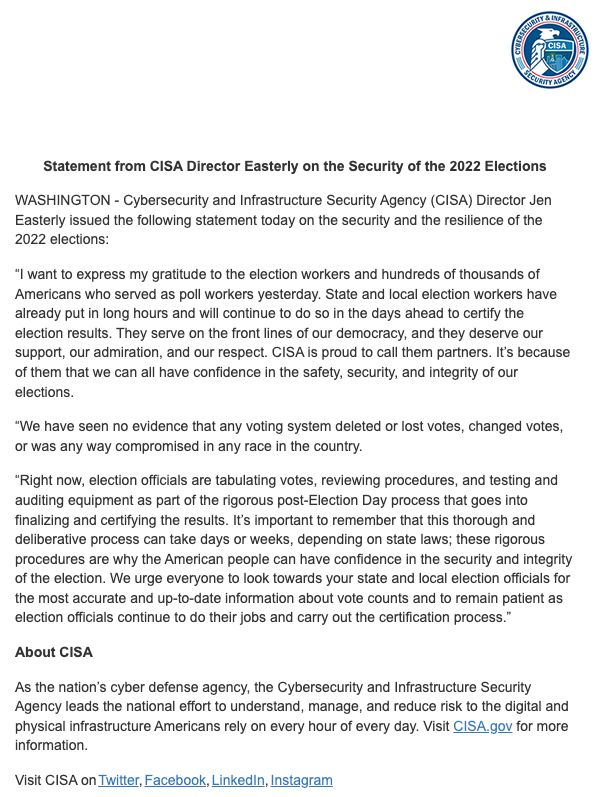 CYBERSECURITY & INFRASTRUCTURE
CISA
SECURITY AGENCY
Statement from CISA Director Easterly on the Security of the 2022 Elections
WASHINGTON - Cybersecurity and Infrastructure Security Agency (CISA) Director Jen
Easterly issued the following statement today on the security and the resilience of the
2022 elections:
“I want to express my gratitude to the election workers and hundreds of thousands of
Americans who served as poll workers yesterday. State and local election workers have
already put in long hours and will continue to do so in the days ahead to certify the
election results. They serve on the front lines of our democracy, and they deserve our
support, our admiration, and our respect. CISA is proud to call them partners. It’s because
of them that we can all have confidence in the safety, security, and integrity of our
elections.
“We have seen no evidence that any voting system deleted or lost votes, changed votes,
or was any way compromised in any race in the country.
“Right now, election officials are tabulating votes, reviewing procedures, and testing and
auditing equipment as part of the rigorous post-Election Day process that goes into
finalizing and certifying the results. It’s important to remember that this thorough and
deliberative process can take days or weeks, depending on state laws; these rigorous
procedures are why the American people can have confidence in the security and integrity
of the election. We urge everyone to look towards your state and local election officials for
the most accurate and up-to-date information about vote counts and to remain patient as
election officials continue to do their jobs and carry out the certification process.”
About CISA
As the nation’s cyber defense agency, the Cybersecurity and Infrastructure Security
Agency leads the national effort to understand, manage, and reduce risk to the digital and
physical infrastructure Americans rely on every hour of every day. Visit CISA.gov for more
information.
Visit CISA on Twitter, Facebook, LinkedIn, Instagram